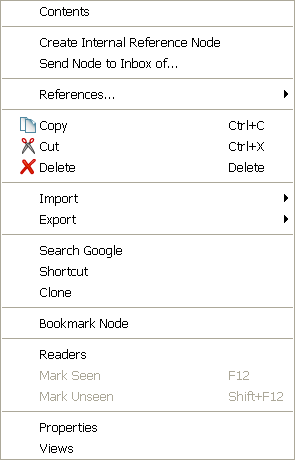 Contents
Create Internal Reference Node
Send Node to Inbox of...
References...
Copy Ctrl+C
Cut Ctrl+X
Delete Delete
Import
Export
Search Google
Shortcut
Clone
Bookmark Node
Readers
Mark Seen F12
Mark Unseen Shift+F12
Properties
Views